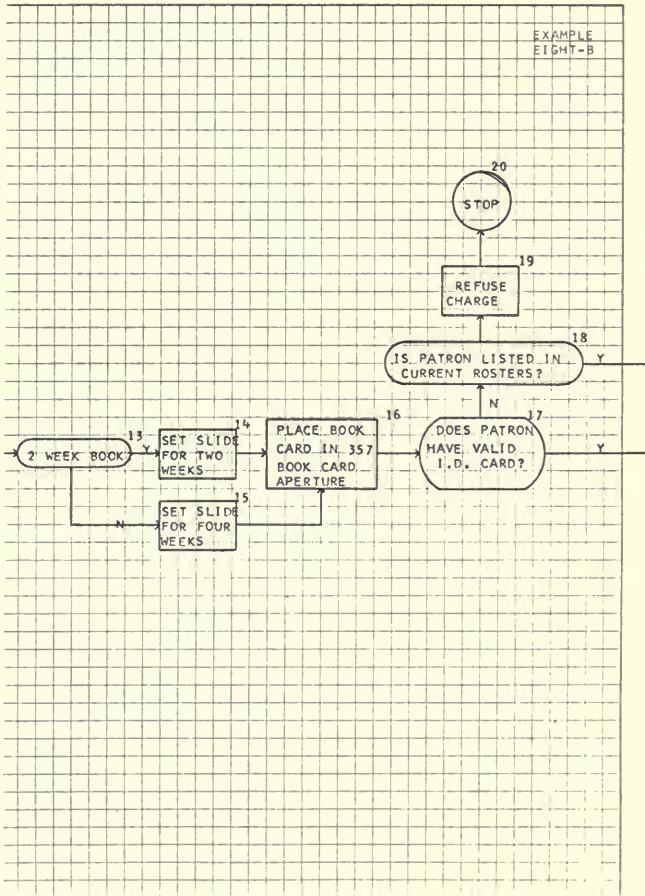 EXAMPLE
EIGHT-B
20
STOP
19
REFUSE
CHARGE
18
IS PATRON LISTED IN
CURRENT ROSTERS?
Y
N
13
2 WEEK BOOK
Y
14
SET SLIDE
FOR TWO
WEEKS
16
PLACE BOOK
CARD IN 357
BOOK CARD
APERTURE
17
DOES PATRON
HAVE VALID
I.D. CARD?
Y
N
15
SET SLIDE
FOR FOUR
WEEKS